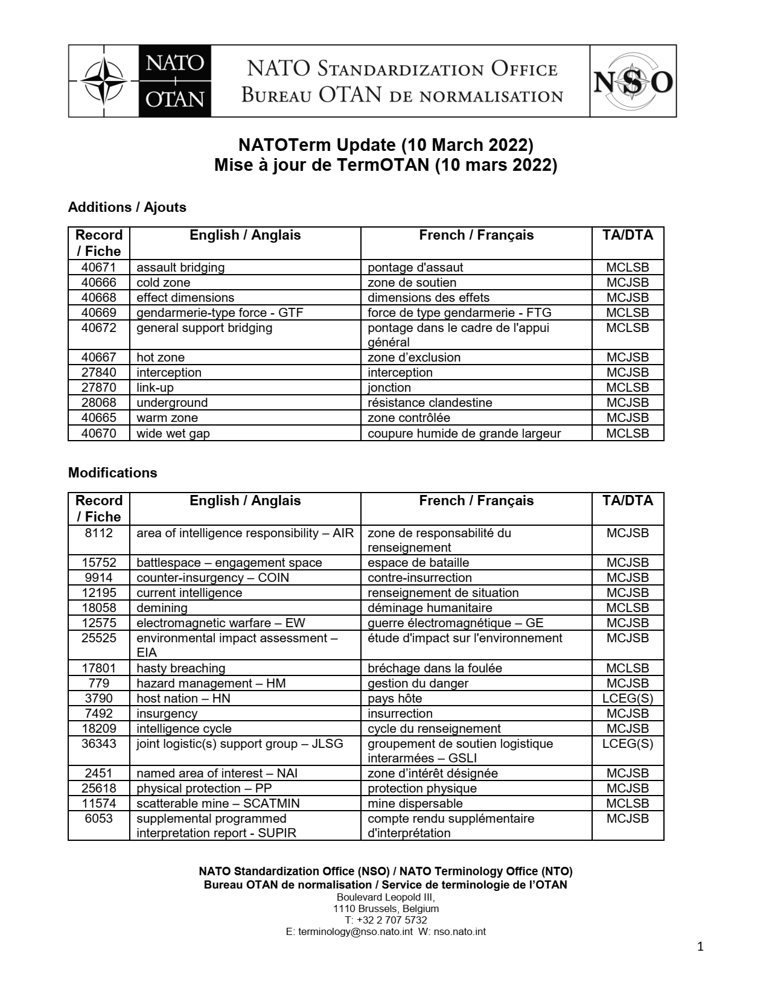 NATO
OTAN
NATO STANDARDIZATION OFFICE
BUREAU OTAN DE NORMALISATION
NSO
NATOTerm Update (10 March 2022)
Mise à jour de TermOTAN (10 mars 2022)
Additions / Ajouts
Record / Fiche English / Anglais French / Français TA/DTA
40671 assault bridging pontage d'assaut MCLSB
40666 cold zone zone de soutien MCJSB
40668 effect dimensions dimensions des effets MCJSB
40669 gendarmerie-type force - GTF force de type gendarmerie - FTG MCLSB
40672 general support bridging pontage dans le cadre de l'appui général MCLSB
40667 hot zone zone d’exclusion MCJSB
27840 interception interception MCJSB
27870 link-up jonction MCLSB
28068 underground résistance clandestine MCJSB
40665 warm zone zone contrôlée MCJSB
40670 wide wet gap coupure humide de grande largeur MCLSB
Modifications
Record / Fiche English / Anglais French / Français TA/DTA
8112 area of intelligence responsibility – AIR zone de responsabilité du renseignement MCJSB
15752 battlespace – engagement space espace de bataille MCJSB
9914 counter-insurgency – COIN contre-insurrection MCJSB
12195 current intelligence renseignement de situation MCJSB
18058 demining déminage humanitaire MCLSB
12575 electromagnetic warfare – EW guerre électromagnétique – GE MCJSB
25525 environmental impact assessment – EIA étude d'impact sur l'environnement MCJSB
17801 hasty breaching bréchage dans la foulée MCLSB
779 hazard management – HM gestion du danger MCJSB
3790 host nation – HN pays hôte LCEG(S)
7492 insurgency insurrection MCJSB
18209 intelligence cycle cycle du renseignement MCJSB
36343 joint logistic(s) support group – JLSG groupement de soutien logistique interarmées – GSLI LCEG(S)
2451 named area of interest – NAI zone d’intérêt désignée MCJSB
25618 physical protection – PP protection physique MCJSB
11574 scatterable mine – SCATMIN mine dispersable MCLSB
6053 supplemental programmed interpretation report - SUPIR compte rendu supplémentaire d'interprétation MCJSB
NATO Standardization Office (NSO) / NATO Terminology Office (NTO)
Bureau OTAN de normalisation / Service de terminologie de l’OTAN
Boulevard Leopold III,
1110 Brussels, Belgium
T: +32 2 707 5732
E: terminology@nso.nato.int W: nso.nato.int
1